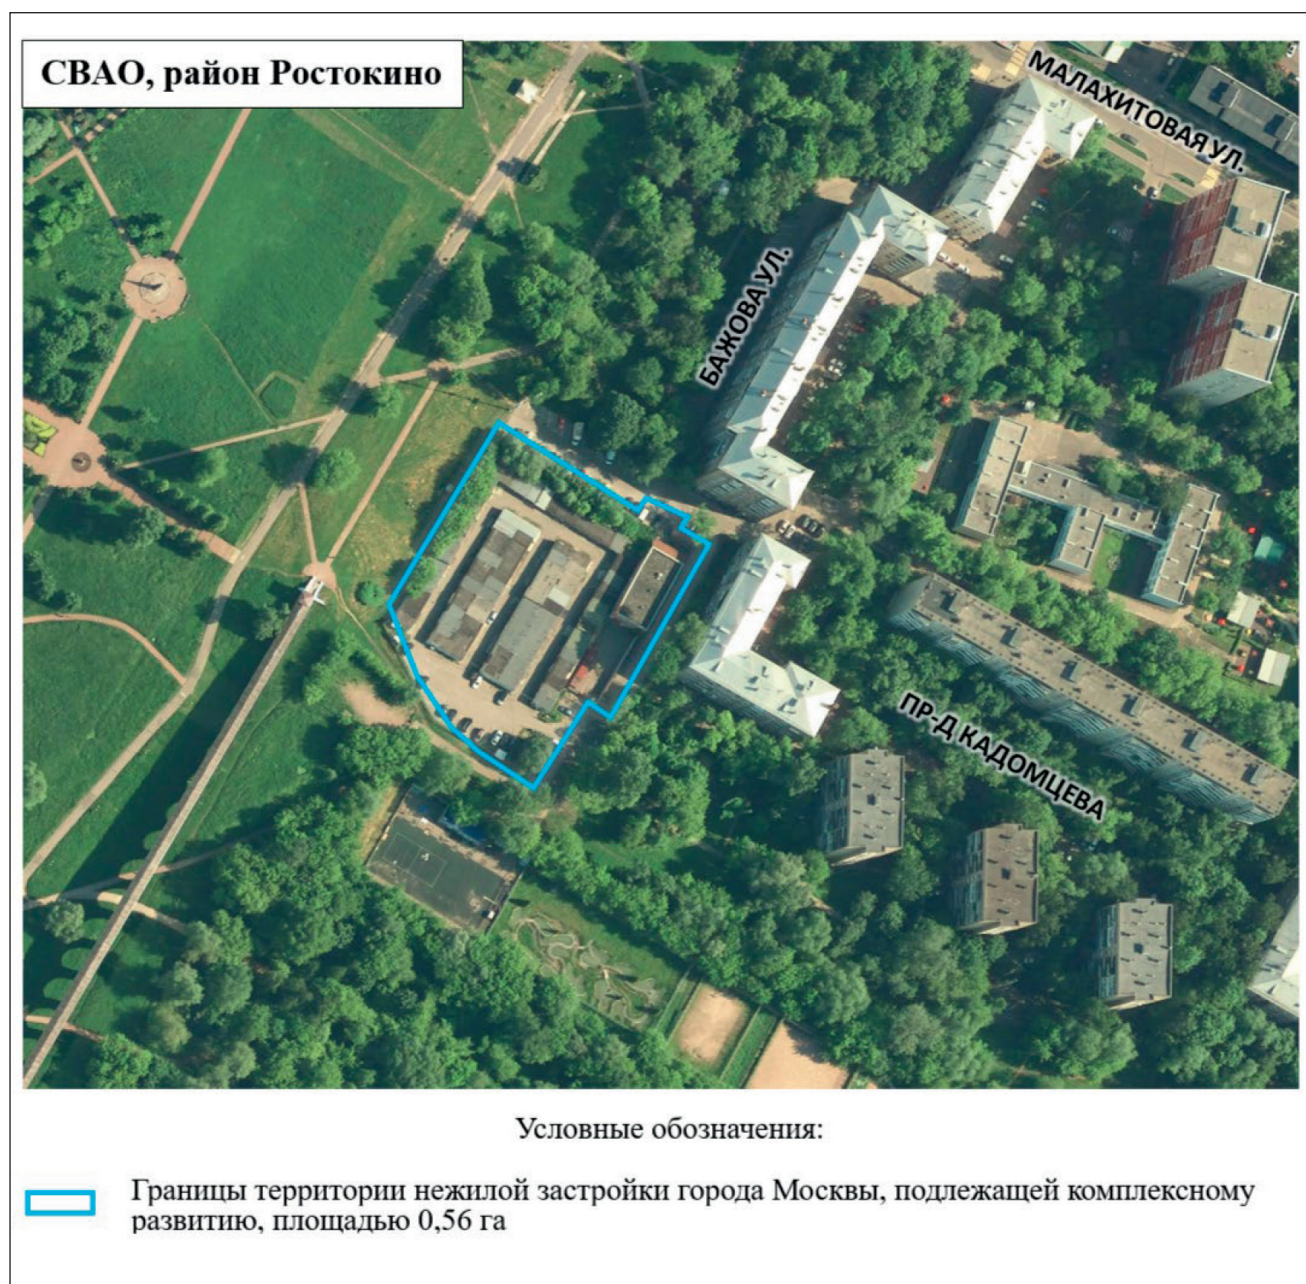 СВАО, район Ростокино
МАЛАХИТОВАЯ УЛ.
БАЖОВА УЛ.
ПР-Д КАДОМЦЕВА
Условные обозначения:
Границы территории нежилой застройки города Москвы, подлежащей комплексному
развитию, площадью 0,56 га